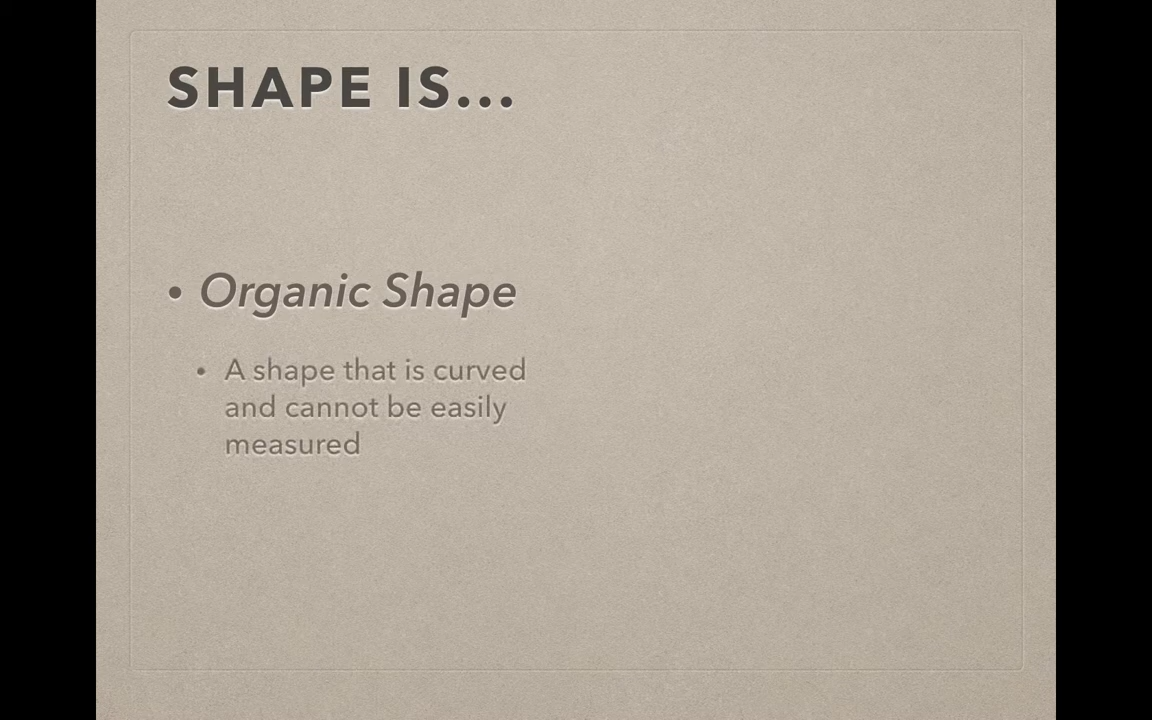 SHAPE IS...
• Organic Shape
• A shape that is curved
and cannot be easily
measured